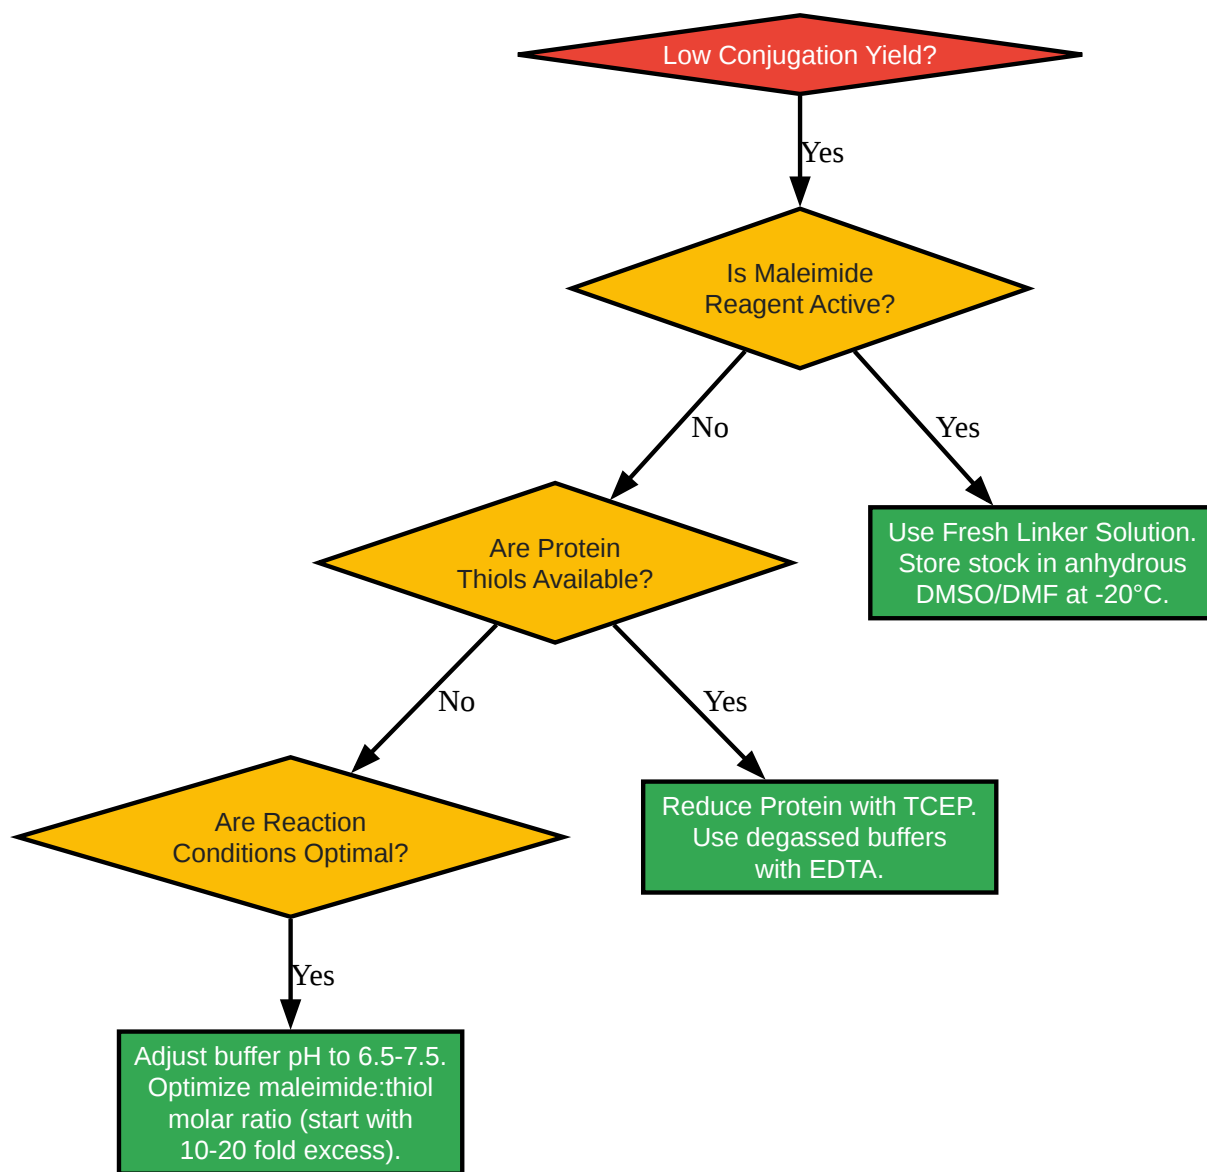 Low Conjugation Yield?
Yes
Is Maleimide
Reagent Active?
No
Yes
Are Protein
Thiols Available?
Use Fresh Linker Solution.
Store stock in anhydrous
DMSO/DMF at -20°C.
No
Yes
Are Reaction
Conditions Optimal?
Reduce Protein with TCEP.
Use degassed buffers
with EDTA.
Yes
Adjust buffer pH to 6.5-7.5.
Optimize maleimide:thiol
molar ratio (start with
10-20 fold excess).